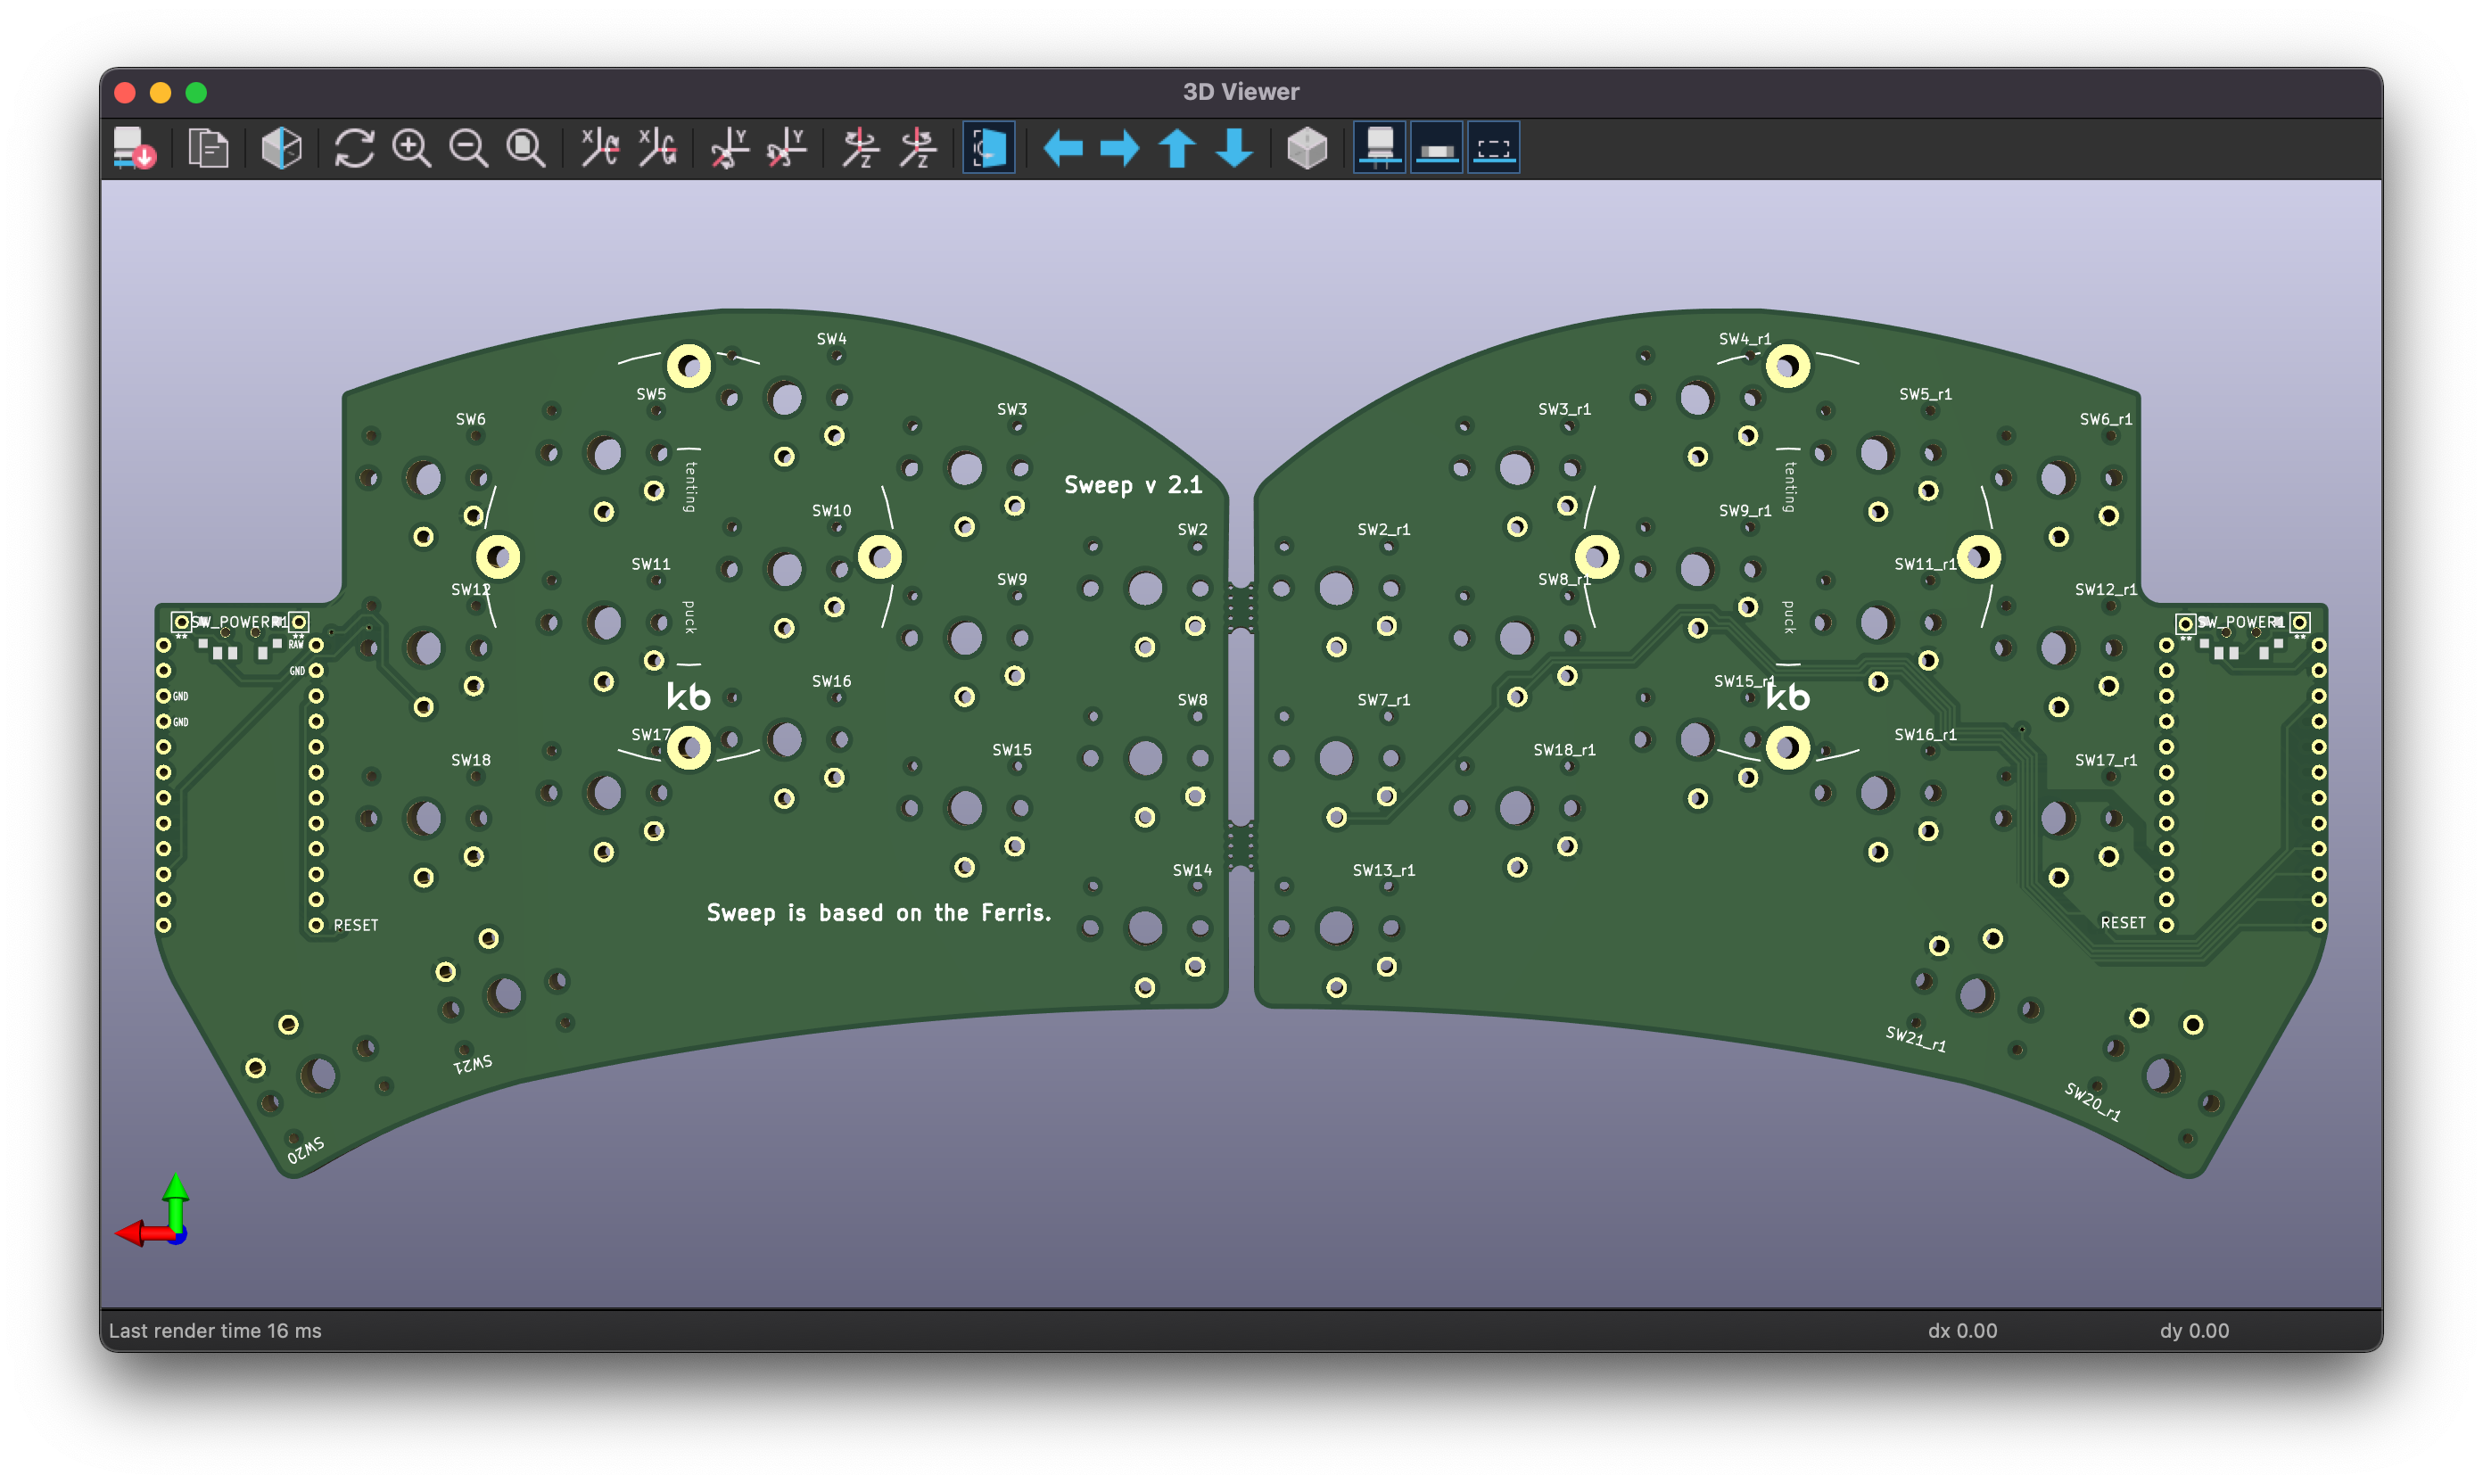 3D Viewer
X
X
Y
Y
Z
Z
SW4
SW5
SW6
SW3
tenting
Sweep v 2.1
SW10
SW2
SW11
SW9
SW12
puck
SW_POWERR1
**
**
RAW
GND
GND
GND
kb
SW16
SW8
SW17
SW15
SW18
SW14
Sweep is based on the Ferris.
RESET
SW21
SW20
SW4_r1
SW5_r1
SW3_r1
SW6_r1
tenting
SW9_r1
SW2_r1
SW11_r1
SW8_r1
SW12_r1
puck
SW_POWER1
**
**
kb
SW15_r1
SW7_r1
SW16_r1
SW18_r1
SW17_r1
SW13_r1
RESET
SW21_r1
SW20_r1
Last render time 16 ms
dx 0.00
dy 0.00